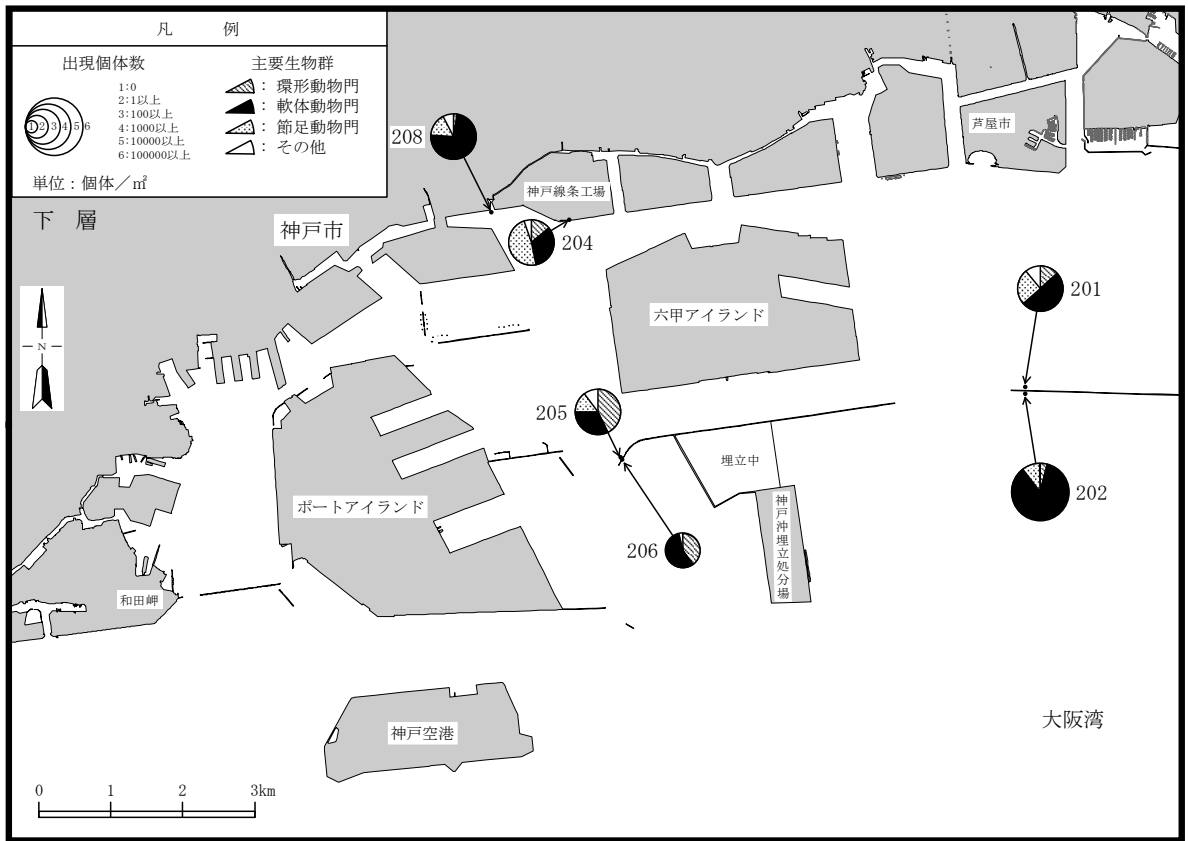 凡 例
出現個体数
1:0
2:1以上
3:100以上
4:1000以上
5:10000以上
6:100000以上
1 2 3 4 5 6
単位：個体／㎡
主要生物群
： 環形動物門
： 軟体動物門
： 節足動物門
： その他
下 層
N
208
神戸線条工場
204
神戸市
芦屋市
六甲アイランド
201
205
埋立中
202
ポートアイランド
神戸沖埋立処分場
206
和田岬
神戸空港
大阪湾
0 1 2 3km